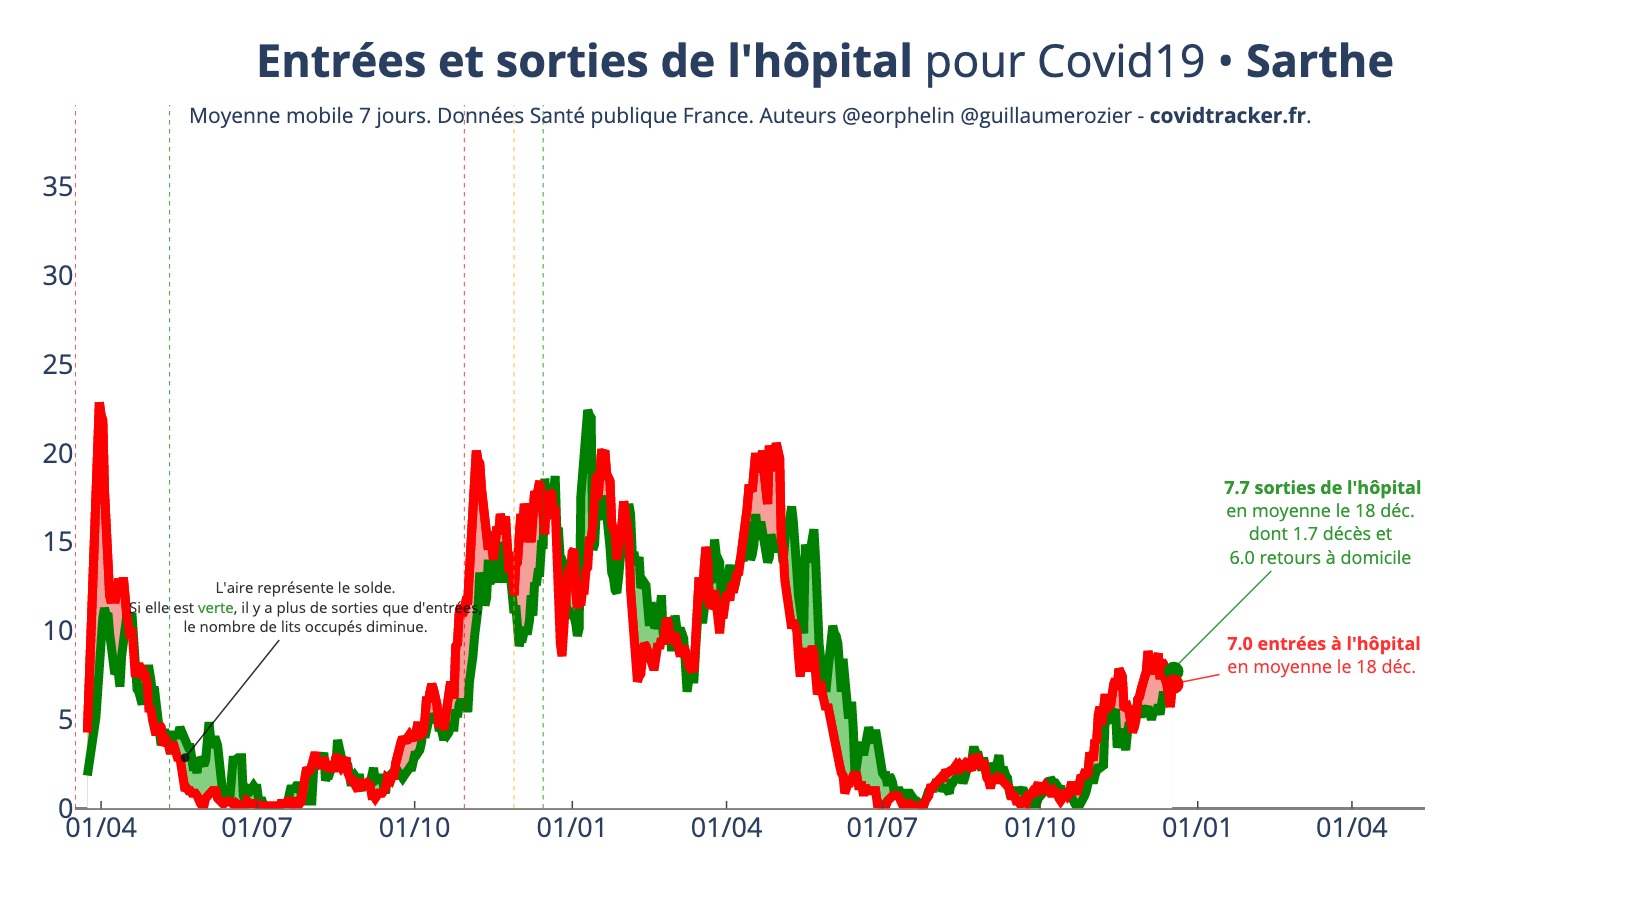 Entrées et sorties de l'hôpital pour Covid19 • Sarthe
Moyenne mobile 7 jours. Données Santé publique France. Auteurs @eorphelin @guillaumerozier - covidtracker.fr.
35
30
25
20
15
10
5
0
L'aire représente le solde.
Si elle est verte, il y a plus de sorties que d'entrées,
le nombre de lits occupés diminue.
7.7 sorties de l'hôpital
en moyenne le 18 déc.
dont 1.7 décès et
6.0 retours à domicile
7.0 entrées à l'hôpital
en moyenne le 18 déc.
01/04
01/07
01/10
01/01
01/04
01/07
01/10
01/01
01/04